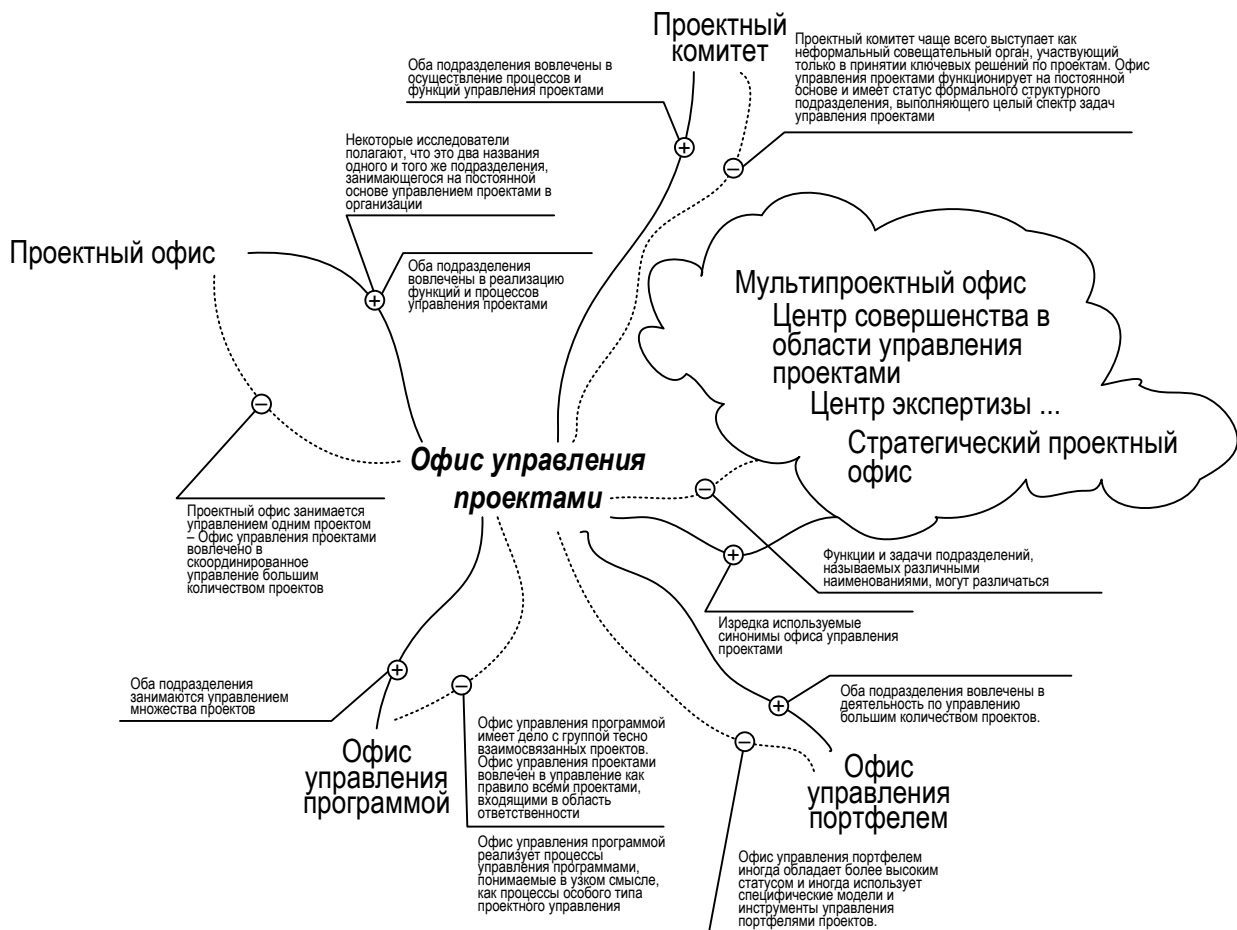 Проектный
комитет
Проектный комитет чаще всего выступает как
неформальный совещательный орган, участвующий
только в принятии ключевых решений по проектам. Офис
управления проектами функционирует на постоянной
основе и имеет статус формального структурного
подразделения, выполняющего целый спектр задач
управления проектами
Оба подразделения вовлечены в
осуществление процессов и
функций управления проектами
Некоторые исследователи
полагают, что это два названия
одного и того же подразделения,
занимающегося на постоянной
основе управлением проектами в
организации
Проектный офис
Оба подразделения
вовлечены в реализацию
функций и процессов
управления проектами
Мультипроектный офис
Центр совершенства в
области управления
проектами
Центр экспертизы ...
Стратегический проектный
офис
Офис управления
проектами
Проектный офис занимается
управлением одним проектом
– Офис управления проектами
вовлечено в
скоординированное
управление большим
количеством проектов
Функции и задачи подразделений,
называемых различными
наименованиями, могут различаться
Изредка используемые
синонимы офиса управления
проектами
Оба подразделения
занимаются управлением
множества проектов
Оба подразделения вовлечены в
деятельность по управлению
большим количеством проектов.
Офис
управления
программой
Офис управления программой
имеет дело с группой тесно
взаимосвязанных проектов.
Офис управления проектами
вовлечен в управление как
правило всеми проектами,
входящими в область
ответственности
Офис управления программой
реализует процессы
управления программами,
понимаемые в узком смысле,
как процессы особого типа
проектного управления
Офис
управления
портфелем
Офис управления портфелем
иногда обладает более высоким
статусом и иногда использует
специфические модели и
инструменты управления
портфелями проектов.